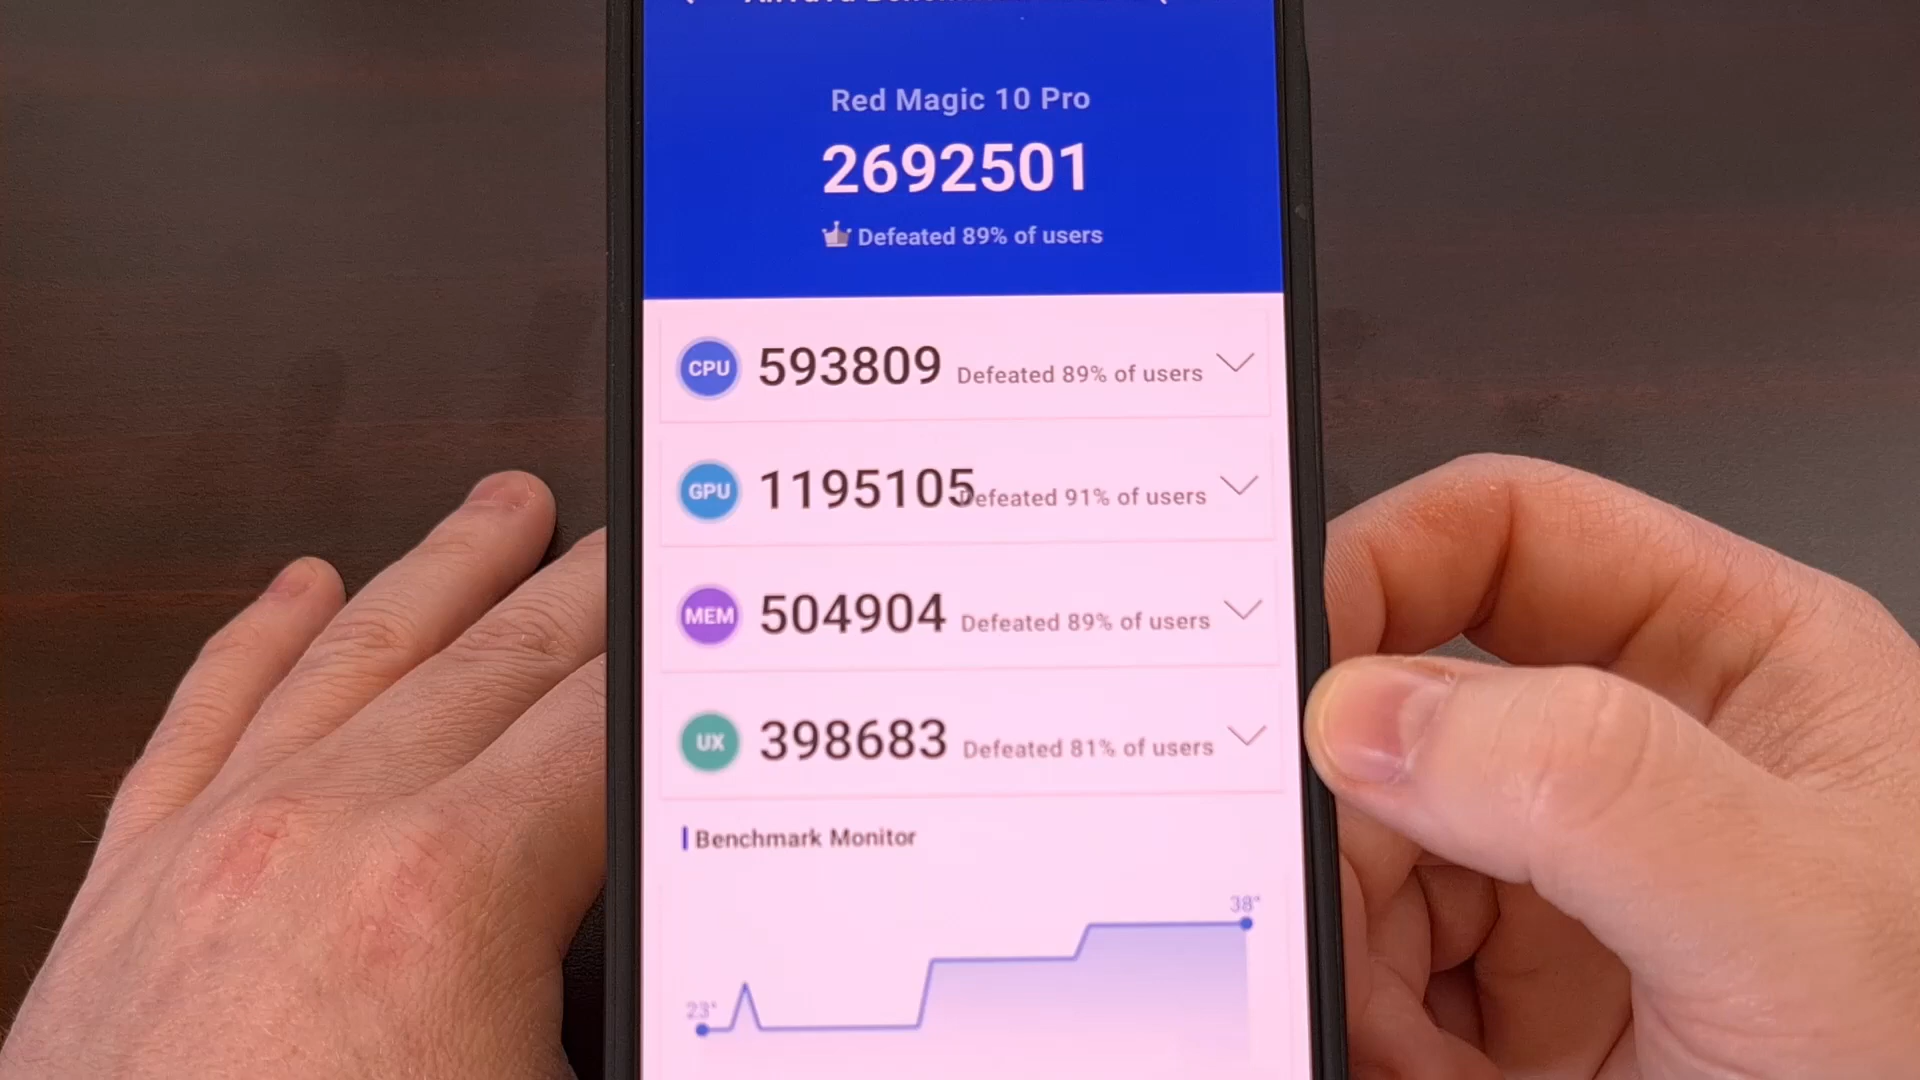 Red Magic 10 Pro
2692501
Defeated 89% of users
CPU 593809 Defeated 89% of users
GPU 1195105 Defeated 91% of users
MEM 504904 Defeated 89% of users
UX 398683 Defeated 81% of users
Benchmark Monitor
38°
23°